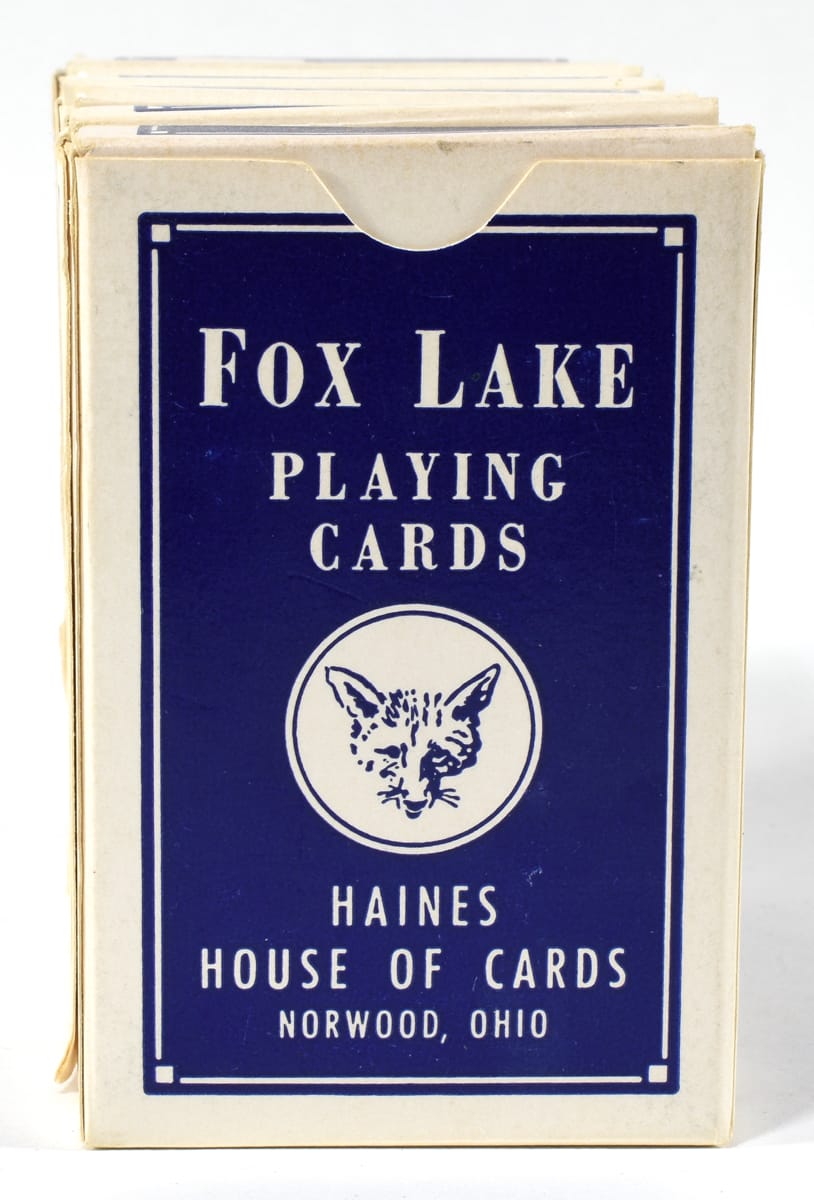 FOX LAKE
PLAYING
CARDS
HAINES
HOUSE OF CARDS
NORWOOD, OHIO